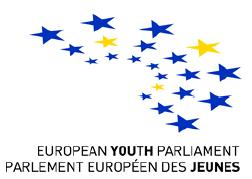 EUROPEAN YOUTH PARLIAMENT
PARLEMENT EUROPÉEN DES JEUNES